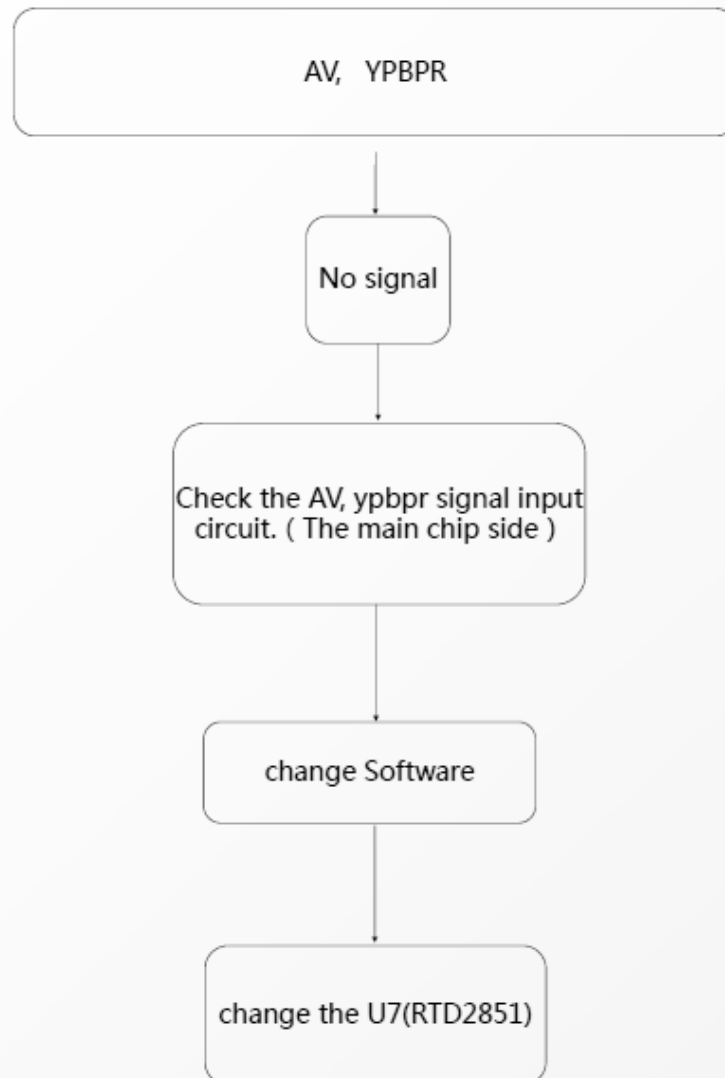 AV,   YPBPR
No signal
Check the AV, ypbpr signal input
circuit. ( The main chip side )
change Software
change the U7(RTD2851)